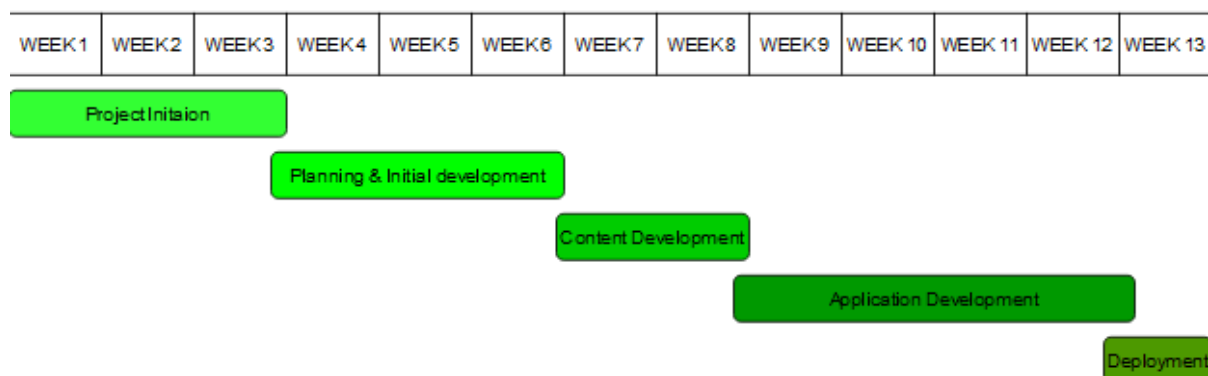 WEEK1 WEEK2 WEEK3 WEEK4 WEEK5 WEEK6 WEEK7 WEEK8 WEEK9 WEEK 10 WEEK 11 WEEK 12 WEEK 13
Project Initaion
Planning & Initial development
Content Development
Application Development
Deployment